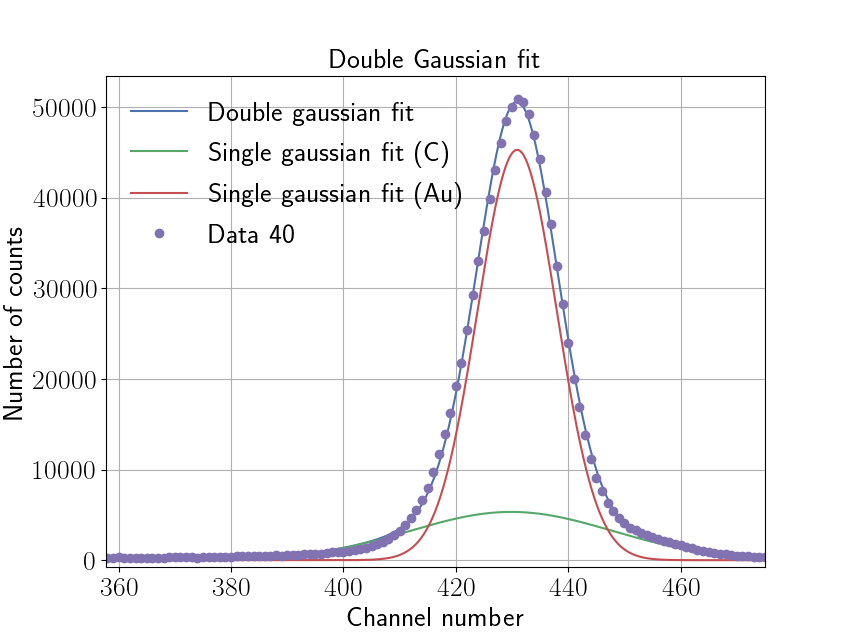 Double Gaussian fit
50000
40000
30000
20000
10000
0
Number of counts
Double gaussian fit
Single gaussian fit (C)
Single gaussian fit (Au)
Data 40
360 380 400 420 440 460
Channel number